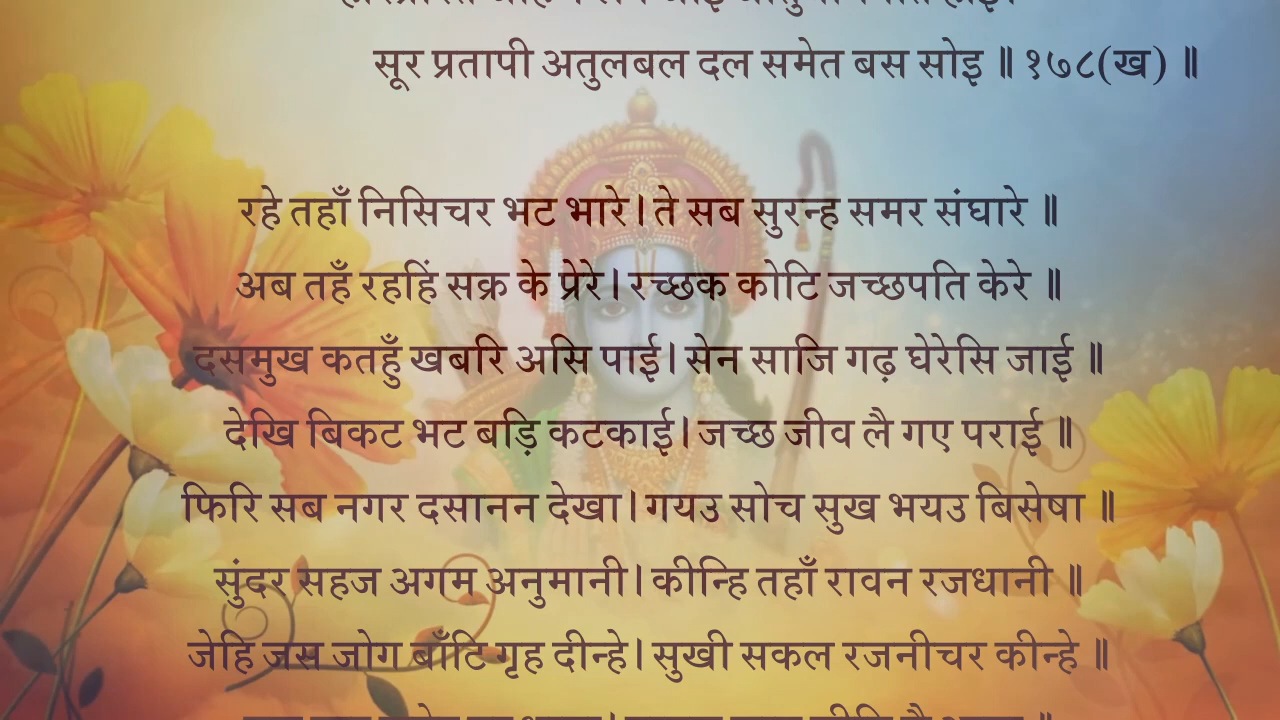 सूर प्रतापी अतुलबल दल समेत बस सोइ ॥ १७८(ख) ॥
रहे तहाँ निसिचर भट भारे। ते सब सुरन्ह समर संघारे ॥
अब तहँ रहहिं सक्र के प्रेरे। रच्छक कोटि जच्छपति केरे ॥
दसमुख कतहुँ खबरि असि पाई। सेन साजि गढ़ घेरेसि जाई ॥
देखि बिकट भट बड़ि कटकाई। जच्छ जीव लै गए पराई ॥
फिरि सब नगर दसानन देखा। गयउ सोच सुख भयउ बिसेषा ॥
सुंदर सहज अगम अनुमानी। कीन्हि तहाँ रावन रजधानी ॥
जेहि जस जोग बाँटि गृह दीन्हे। सुखी सकल रजनीचर कीन्हे ॥